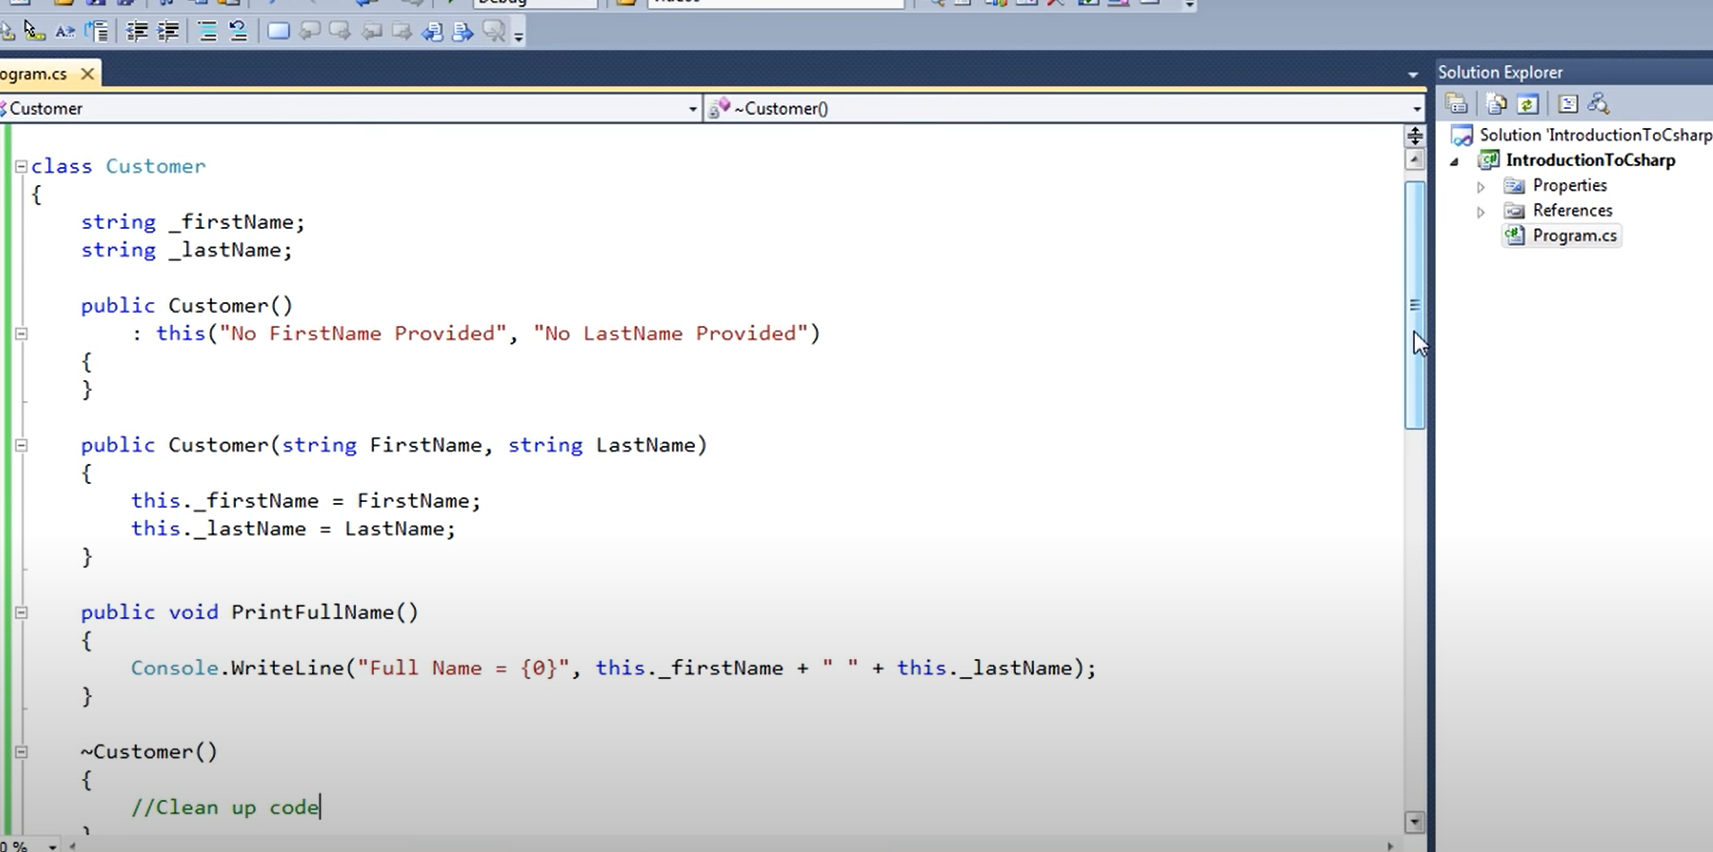 ogram.cs
Solution Explorer
Customer
~Customer()
Solution 'IntroductionToCsharp
IntroductionToCsharp
Properties
References
Program.cs
class Customer
{
string _firstName;
string _lastName;
public Customer()
: this("No FirstName Provided", "No LastName Provided")
{
}
public Customer(string FirstName, string LastName)
{
this._firstName = FirstName;
this._lastName = LastName;
}
public void PrintFullName()
{
Console.WriteLine("Full Name = {0}", this._firstName + " " + this._lastName);
}
~Customer()
{
//Clean up code
}
0 %